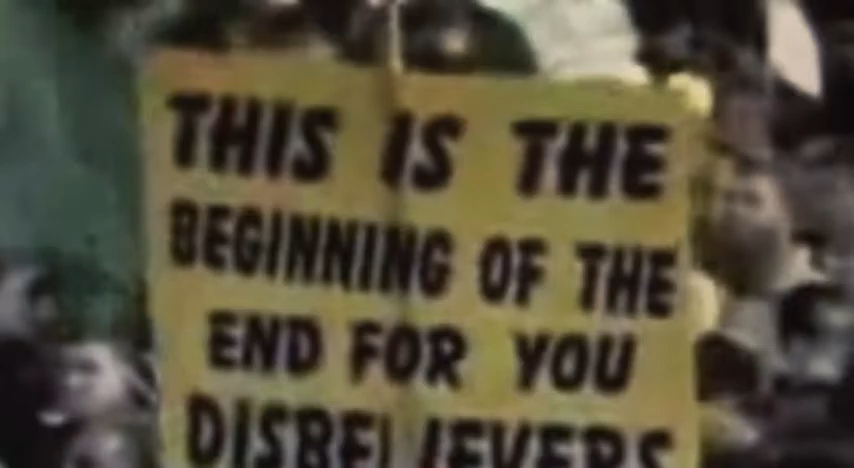 THIS IS THE
BEGINNING OF THE
END FOR YOU
DISBELIEVERS